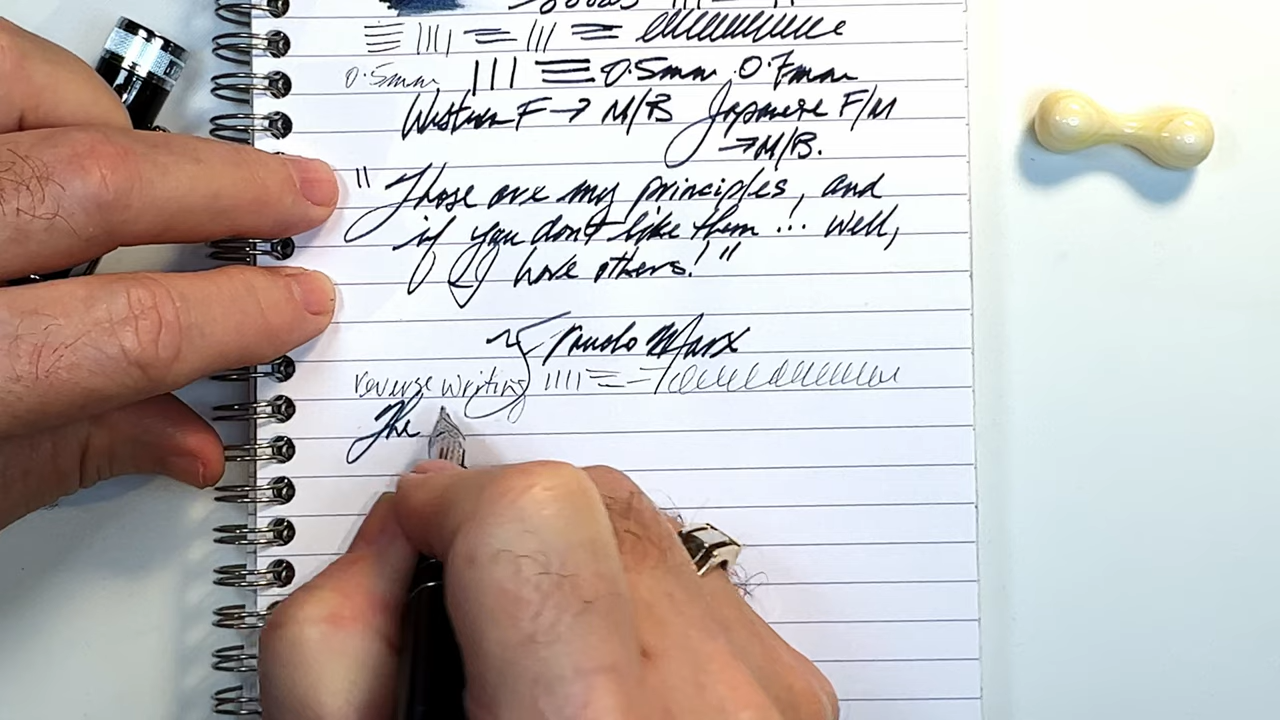 0.5mm 0.5mm 0.7mm
Western F → M/B Japanese F/M
→M/B.
"Those are my principles, and
if you don't like them ... well,
I have others!"
~ Marx
reverse writing
The